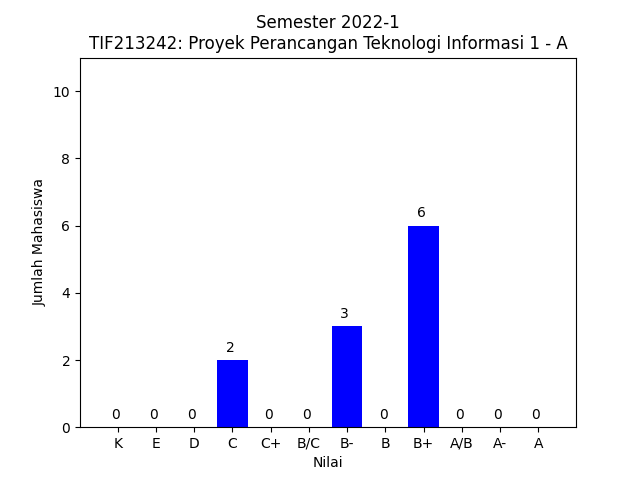 Semester 2022-1
TIF213242: Proyek Perancangan Teknologi Informasi 1 - A
10
8
6
4
2
0
Jumlah Mahasiswa
0 0 0 2 0 0 3 0 6 0 0 0
K E D C C+ B/C B- B B+ A/B A- A
Nilai